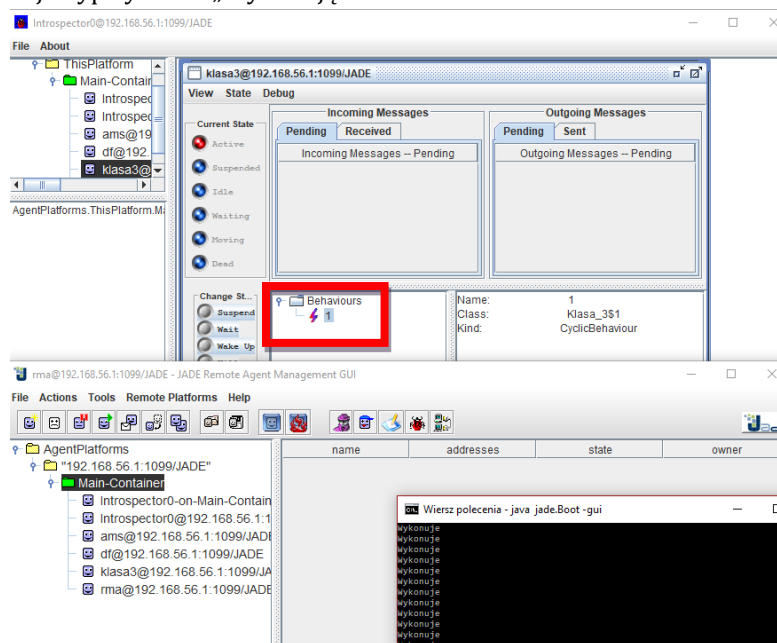 Introspector0@192.168.56.1:1099/JADE
File About
ThisPlatform
Main-Contain
Introspec
Introspec
ams@19
df@192.
klasa3@
AgentPlatforms.ThisPlatform.Ma
klasa3@192.168.56.1:1099/JADE
View State Debug
Current State
Active
Suspended
Idle
Waiting
Moving
Dead
Incoming Messages
Pending Received
Incoming Messages -- Pending
Outgoing Messages
Pending Sent
Outgoing Messages -- Pending
Change St...
Suspend
Wait
Wake Up
Behaviours
1
Name: 1
Class: Klasa_3$1
Kind: CyclicBehaviour
rma@192.168.56.1:1099/JADE - JADE Remote Agent Management GUI
File Actions Tools Remote Platforms Help
AgentPlatforms
"192.168.56.1:1099/JADE"
Main-Container
Introspector0-on-Main-Contain
Introspector0@192.168.56.1:1
ams@192.168.56.1:1099/JADE
df@192.168.56.1:1099/JADE
klasa3@192.168.56.1:1099/JA
rma@192.168.56.1:1099/JADE
name addresses state owner
Wiersz polecenia - java jade.Boot -gui
Wykonuje
Wykonuje
Wykonuje
Wykonuje
Wykonuje
Wykonuje
Wykonuje
Wykonuje
Wykonuje
Wykonuje